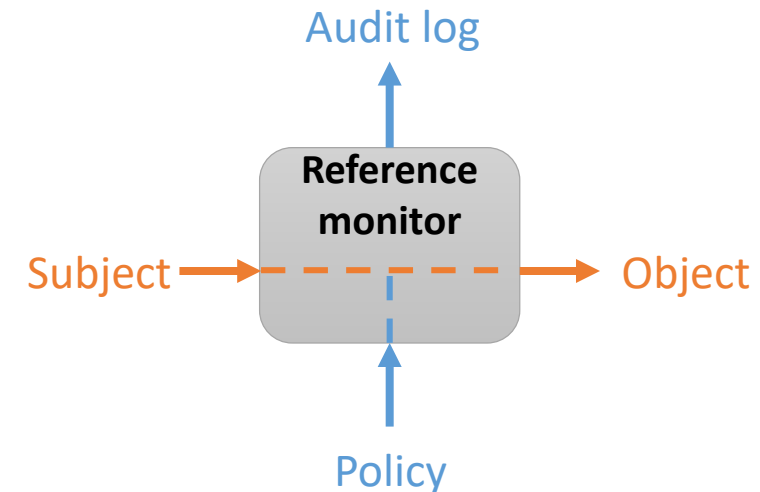 Audit log
Reference
monitor
Subject
Object
Policy